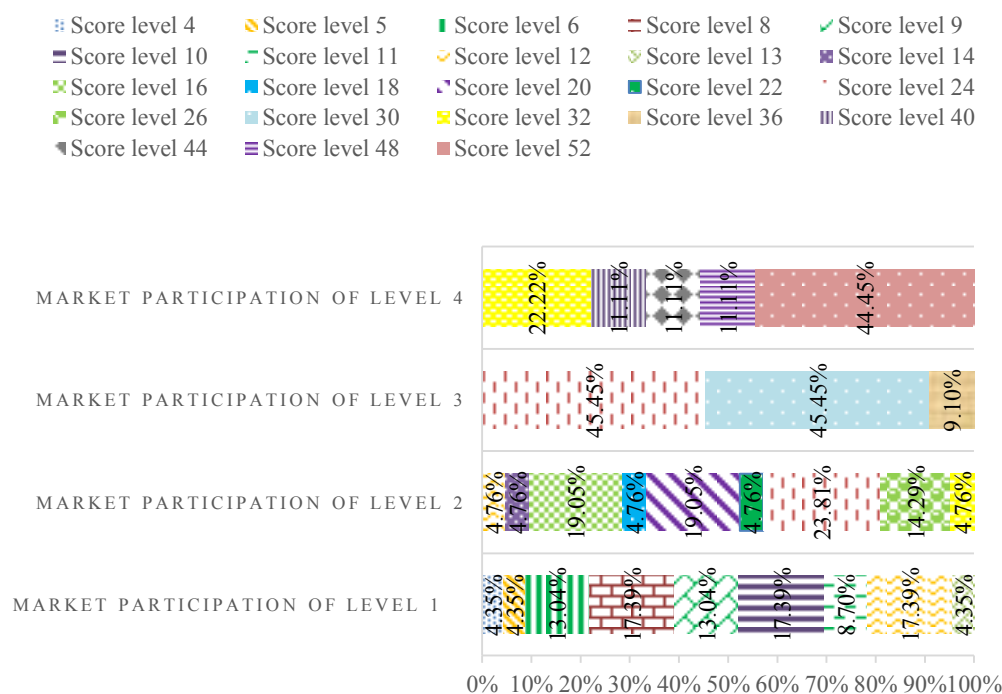 Score level 4 Score level 5 Score level 6 Score level 8 Score level 9
Score level 10 Score level 11 Score level 12 Score level 13 Score level 14
Score level 16 Score level 18 Score level 20 Score level 22 Score level 24
Score level 26 Score level 30 Score level 32 Score level 36 Score level 40
Score level 44 Score level 48 Score level 52
MARKET PARTICIPATION OF LEVEL 4
22.22% 11.11% 11.11% 11.11% 44.45%
MARKET PARTICIPATION OF LEVEL 3
45.45% 45.45% 9.10%
MARKET PARTICIPATION OF LEVEL 2
4.76% 4.76% 19.05% 4.76% 19.05% 4.76% 23.81% 14.29% 4.76%
MARKET PARTICIPATION OF LEVEL 1
4.35% 4.35% 13.04% 17.39% 13.04% 17.39% 8.70% 17.39% 4.35%
0% 10% 20% 30% 40% 50% 60% 70% 80% 90% 100%